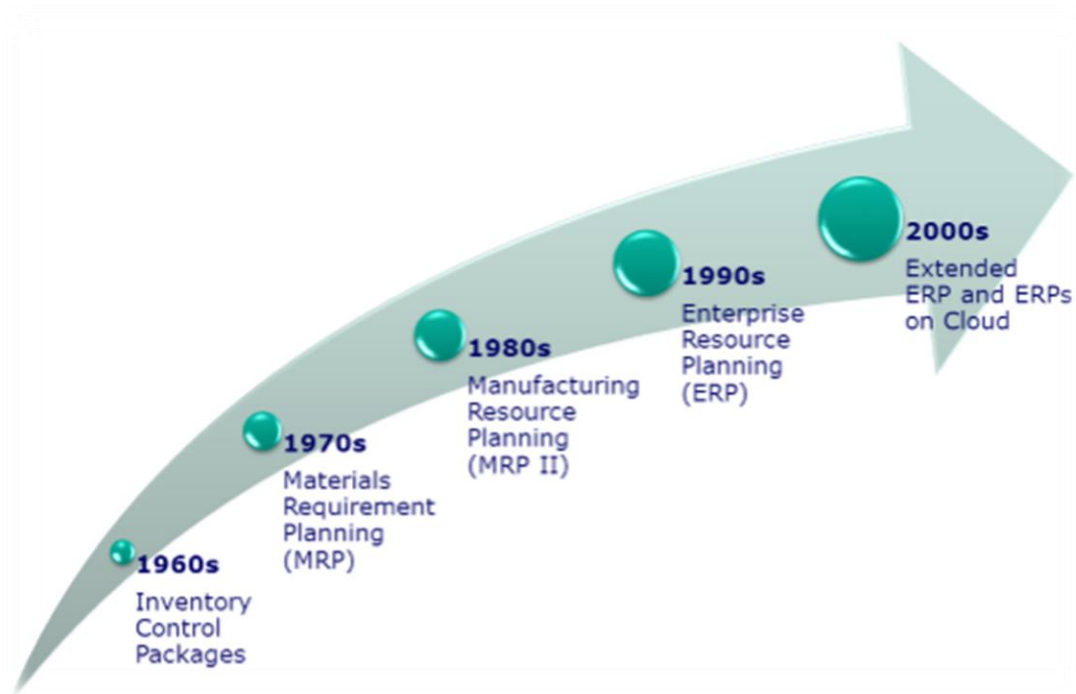 1960s
Inventory
Control
Packages
1970s
Materials
Requirement
Planning
(MRP)
1980s
Manufacturing
Resource
Planning
(MRP II)
1990s
Enterprise
Resource
Planning
(ERP)
2000s
Extended
ERP and ERPs
on Cloud